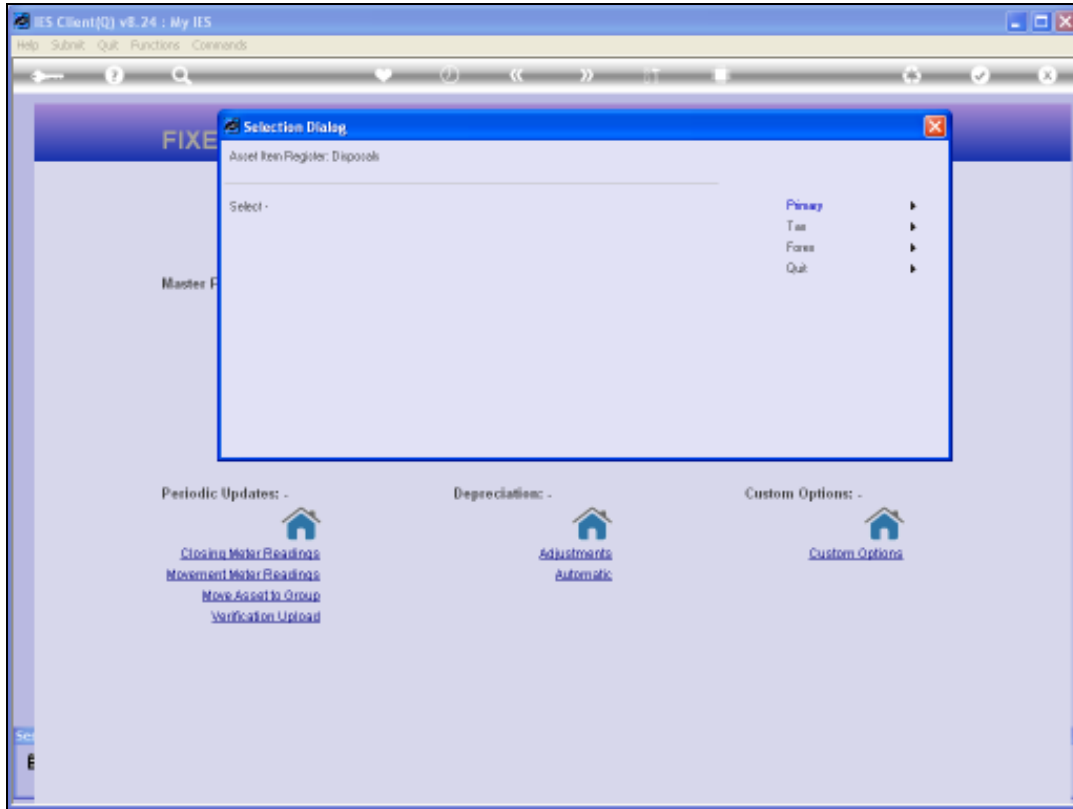 IES Client(Q) v8.24 : My IES
Help Submit Quit Functions Commands
FIXE
Selection Dialog
Asset Item Register: Disposals
Select -
Primary
Tax
Forex
Quit
Master F
Periodic Updates: -
Depreciation: -
Custom Options: -
Closing Meter Readings
Adjustments
Custom Options
Movement Meter Readings
Automatic
Move Asset to Group
Verification Upload
Ses